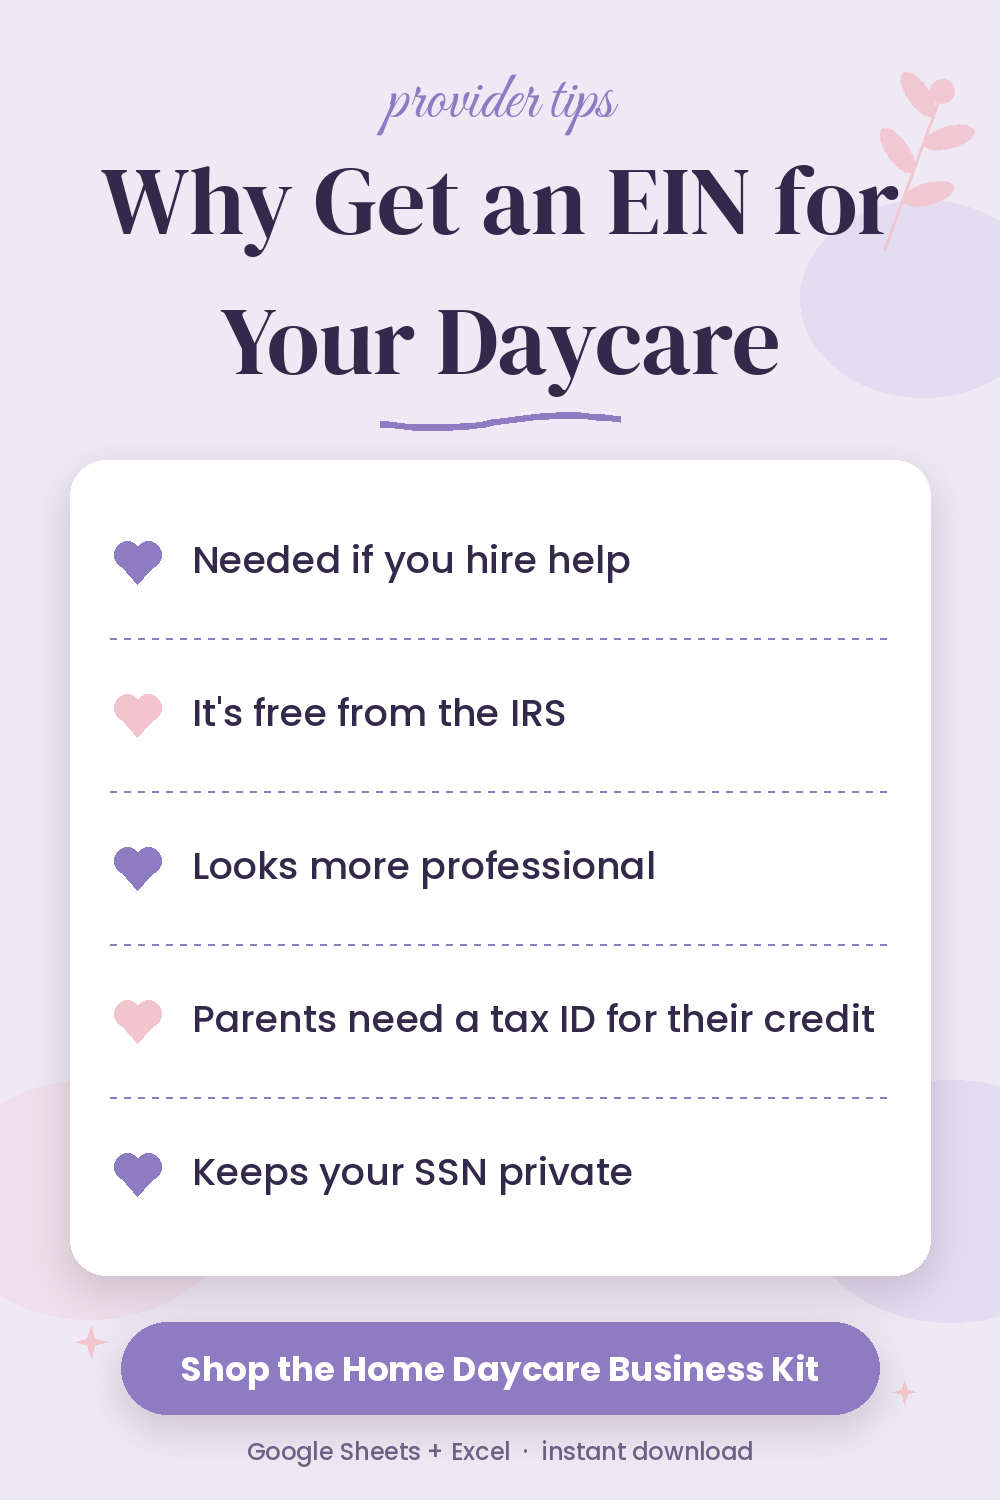 provider tips
Why Get an EIN for
Your Daycare
Needed if you hire help
It's free from the IRS
Looks more professional
Parents need a tax ID for their credit
Keeps your SSN private
Shop the Home Daycare Business Kit
Google Sheets + Excel · instant download